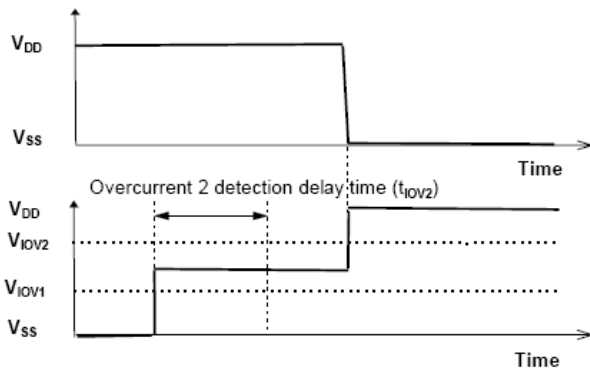 VDD
VSS
Time
Overcurrent 2 detection delay time (tIOV2)
VDD
VIOV2
VIOV1
VSS
Time